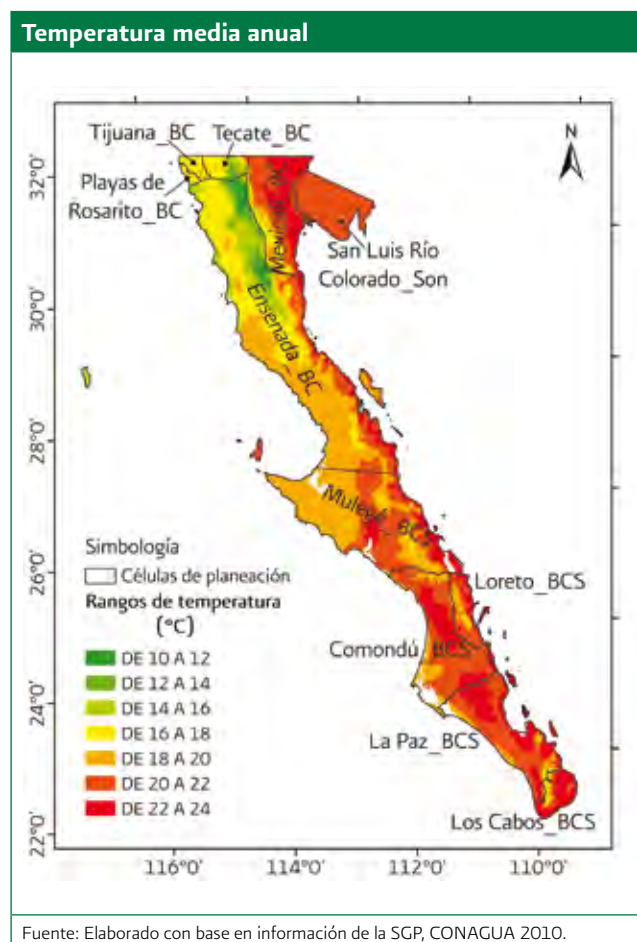 Temperatura media anual
Tijuana_BC
Tecate_BC
N
Playas de
Rosarito_BC
Mexicali_BC
San Luis Río
Colorado_Son
Ensenada_BC
Mulegé_BCS
Loreto_BCS
Comondú_BCS
La Paz_BCS
Los Cabos_BCS
32°0'
30°0'
28°0'
26°0'
24°0'
22°0'
Simbología
Células de planeación
Rangos de temperatura
(°C)
DE 10 A 12
DE 12 A 14
DE 14 A 16
DE 16 A 18
DE 18 A 20
DE 20 A 22
DE 22 A 24
116°0'
114°0'
112°0'
110°0'
Fuente: Elaborado con base en información de la SGP, CONAGUA 2010.